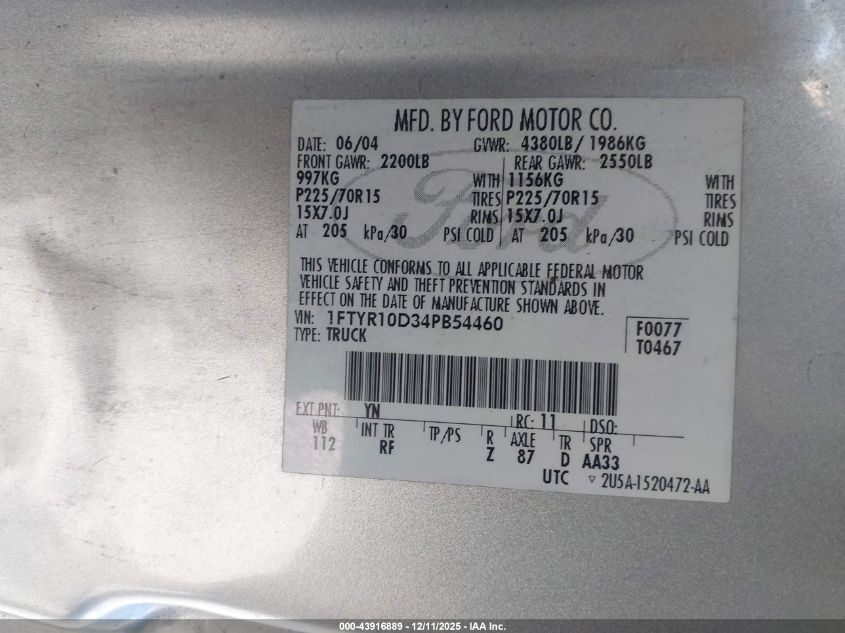 MFD. BY FORD MOTOR CO.
DATE: 06/04 GVWR: 4380LB/ 1986KG
FRONT GAWR: 2200LB REAR GAWR: 2550LB
997KG WITH 1156KG WITH
P225/70R15 TIRES P225/70R15 TIRES
15X7.0J RIMS 15X7.0J RIMS
AT 205 kPa/30 PSI COLD AT 205 kPa/30 PSI COLD
Ford
THIS VEHICLE CONFORMS TO ALL APPLICABLE FEDERAL MOTOR
VEHICLE SAFETY AND THEFT PREVENTION STANDARDS IN
EFFECT ON THE DATE OF MANUFACTURE SHOWN ABOVE.
VIN: 1FTYR10D34PB54460 F0077
TYPE: TRUCK T0467
EXT PNT: YN RC: 11 DSO:
WB INT TR TP/PS R AXLE TR SPR
112 RF Z 87 D AA33
UTC ▽ 2U5A-1520472-AA
000-43916889 - 12/11/2025 - IAA Inc.